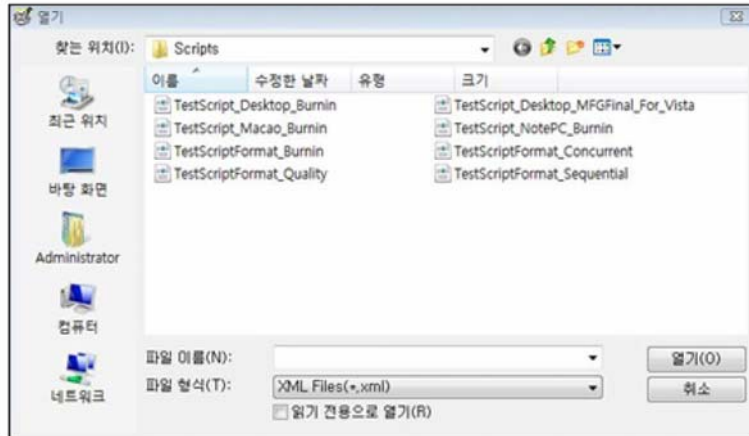 열기
찾는 위치(I): Scripts
이름 수정한 날짜 유형 크기
TestScript_Desktop_Burnin TestScript_Desktop_MFGFinal_For_Vista
TestScript_Macao_Burnin TestScript_NotePC_Burnin
TestScriptFormat_Burnin TestScriptFormat_Concurrent
TestScriptFormat_Quality TestScriptFormat_Sequential
최근 위치
바탕 화면
Administrator
컴퓨터
네트워크
파일 이름(N): 열기(O)
파일 형식(T): XML Files(*.xml) 취소
읽기 전용으로 열기(R)